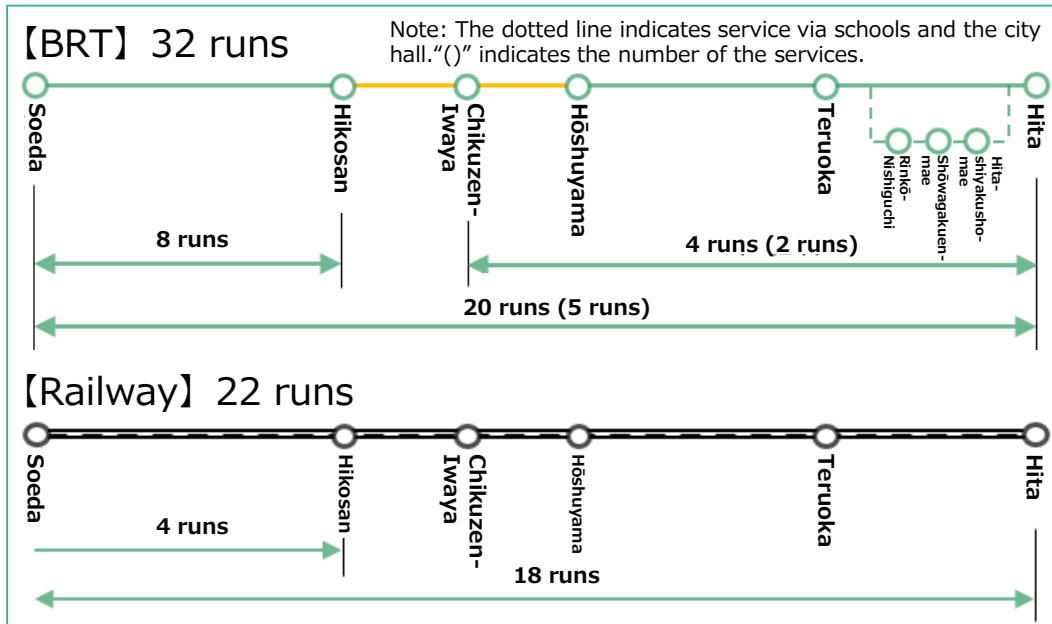 【BRT】 32 runs
Note: The dotted line indicates service via schools and the city
hall.“()” indicates the number of the services.
Soeda
Hikosan
Chikuzen-
Iwaya
Hōshuyama
Teruoka
Rinkō-
Nishiguchi
Shōwagakuen-
mae
Hita-
shiyakusho-
mae
Hita
8 runs
4 runs (2 runs)
20 runs (5 runs)
【Railway】 22 runs
Soeda
Hikosan
Chikuzen-
Iwaya
Hōshuyama
Teruoka
Hita
4 runs
18 runs